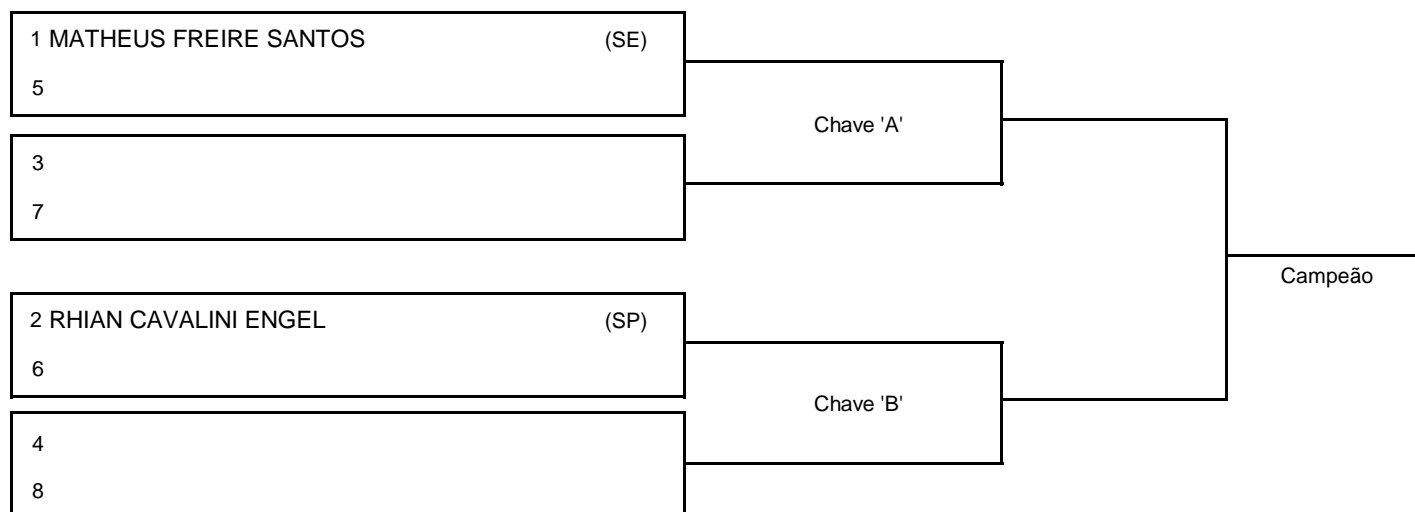 1 MATHEUS FREIRE SANTOS (SE)
5
Chave 'A'
3
7
Campeão
2 RHIAN CAVALINI ENGEL (SP)
6
Chave 'B'
4
8